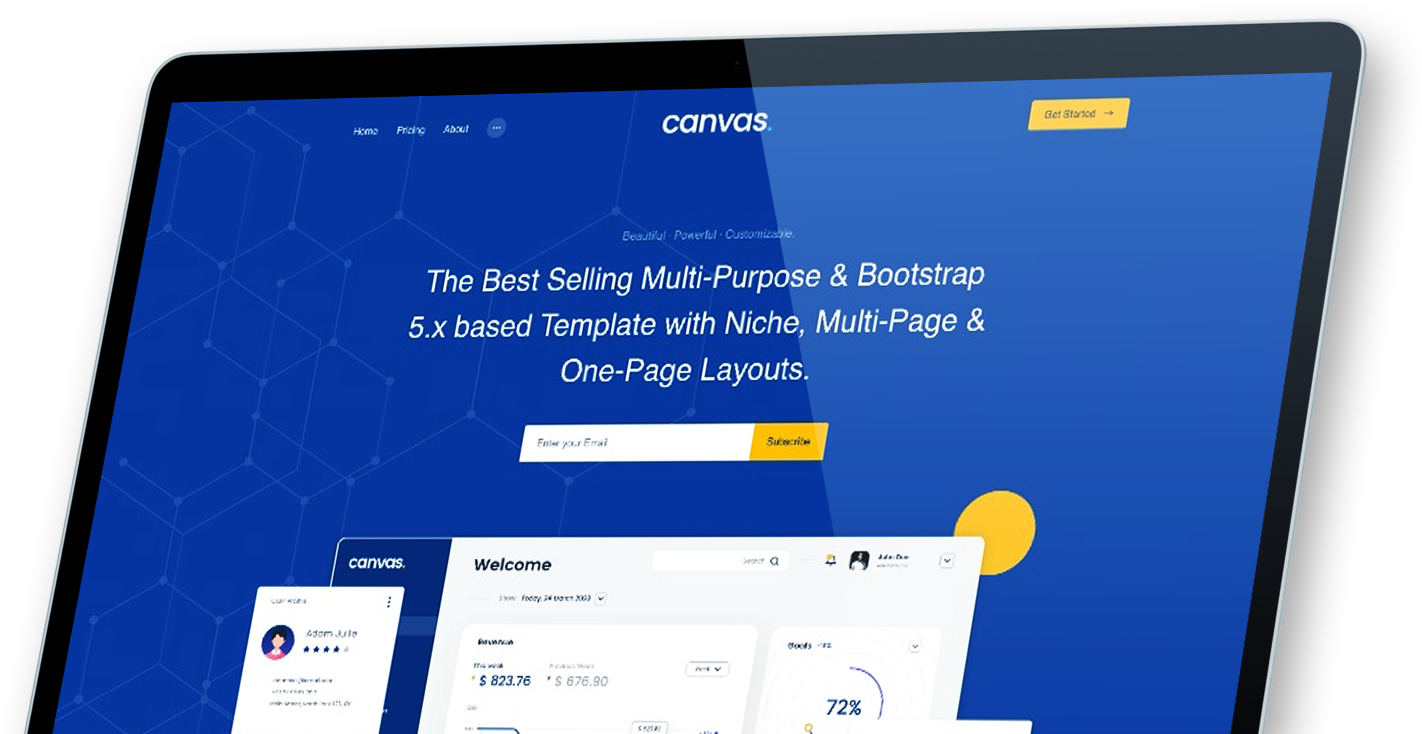 Home Pricing About
canvas.
Get Started →
Beautiful · Powerful · Customizable.
The Best Selling Multi-Purpose & Bootstrap
5.x based Template with Niche, Multi-Page &
One-Page Layouts.
Enter your Email Subscribe
canvas.
Welcome
Search
John Doe
Today, 24 March 2023
User Profile
Adam Julie
Revenue
This week
$ 823.76
Previous Week
$ 676.90
Week
Goals
72%